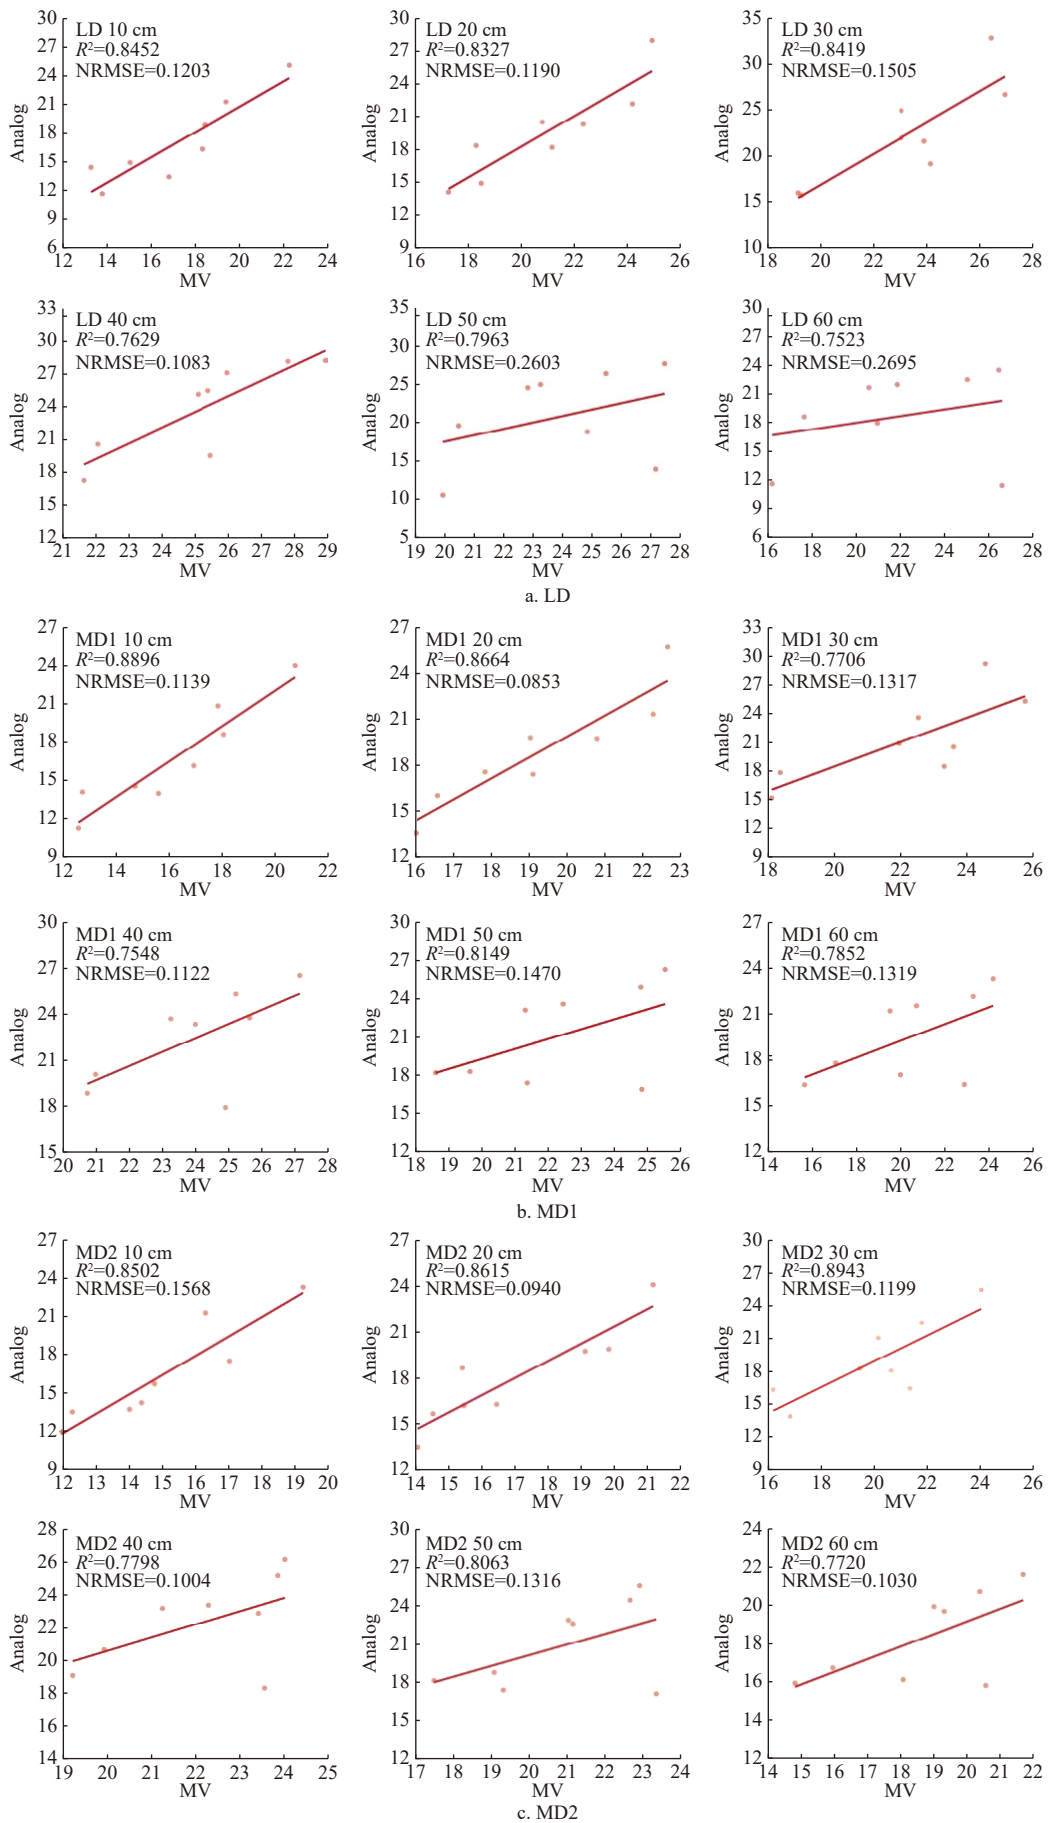 LD 10 cm
R²=0.8452
NRMSE=0.1203
Analog
30
27
24
21
18
15
12
9
6
12 14 16 18 20 22 24
MV
LD 20 cm
R²=0.8327
NRMSE=0.1190
Analog
30
27
24
21
18
15
12
9
16 18 20 22 24 26
MV
LD 30 cm
R²=0.8419
NRMSE=0.1505
Analog
35
30
25
20
15
10
18 20 22 24 26 28
MV
LD 40 cm
R²=0.7629
NRMSE=0.1083
Analog
33
30
27
24
21
18
15
12
21 22 23 24 25 26 27 28 29
MV
LD 50 cm
R²=0.7963
NRMSE=0.2603
Analog
35
30
25
20
15
10
5
19 20 21 22 23 24 25 26 27 28
MV
LD 60 cm
R²=0.7523
NRMSE=0.2695
Analog
30
27
24
21
18
15
12
9
6
16 18 20 22 24 26 28
MV
a. LD
MD1 10 cm
R²=0.8896
NRMSE=0.1139
Analog
27
24
21
18
15
12
9
12 14 16 18 20 22
MV
MD1 20 cm
R²=0.8664
NRMSE=0.0853
Analog
27
24
21
18
15
12
16 17 18 19 20 21 22 23
MV
MD1 30 cm
R²=0.7706
NRMSE=0.1317
Analog
33
30
27
24
21
18
15
12
9
18 20 22 24 26
MV
MD1 40 cm
R²=0.7548
NRMSE=0.1122
Analog
30
27
24
21
18
15
20 21 22 23 24 25 26 27 28
MV
MD1 50 cm
R²=0.8149
NRMSE=0.1470
Analog
30
27
24
21
18
15
12
18 19 20 21 22 23 24 25 26
MV
MD1 60 cm
R²=0.7852
NRMSE=0.1319
Analog
27
24
21
18
15
12
14 16 18 20 22 24 26
MV
b. MD1
MD2 10 cm
R²=0.8502
NRMSE=0.1568
Analog
27
24
21
18
15
12
9
12 13 14 15 16 17 18 19 20
MV
MD2 20 cm
R²=0.8615
NRMSE=0.0940
Analog
27
24
21
18
15
12
14 15 16 17 18 19 20 21 22
MV
MD2 30 cm
R²=0.8943
NRMSE=0.1199
Analog
30
27
24
21
18
15
12
9
16 18 20 22 24 26
MV
MD2 40 cm
R²=0.7798
NRMSE=0.1004
Analog
28
26
24
22
20
18
16
14
19 20 21 22 23 24 25
MV
MD2 50 cm
R²=0.8063
NRMSE=0.1316
Analog
30
27
24
21
18
15
12
17 18 19 20 21 22 23 24
MV
MD2 60 cm
R²=0.7720
NRMSE=0.1030
Analog
24
22
20
18
16
14
12
14 15 16 17 18 19 20 21 22
MV
c. MD2